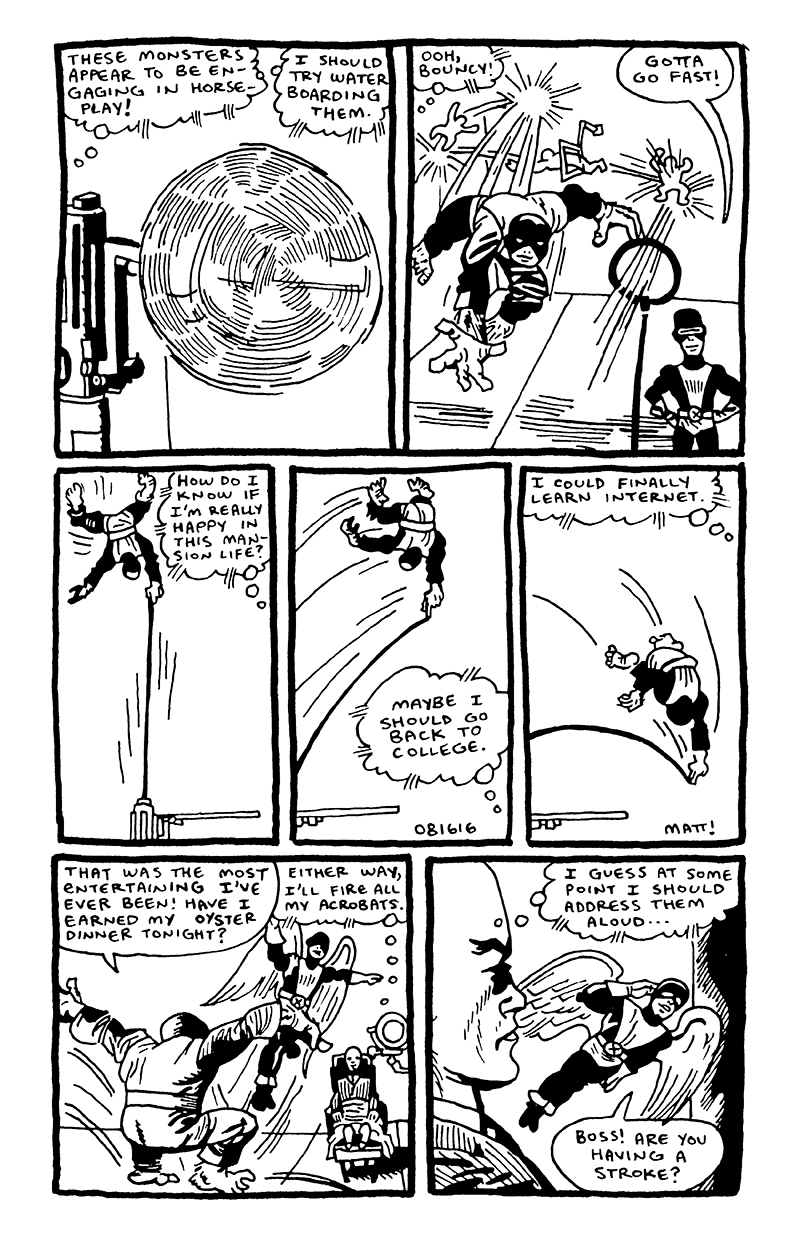 THESE MONSTERS
APPEAR TO BE EN-
GAGING IN HORSE-
PLAY!
I SHOULD
TRY WATER
BOARDING
THEM.
OOH,
BOUNCY!
GOTTA
GO FAST!
HOW DO I
KNOW IF
I'M REALLY
HAPPY IN
THIS MAN-
SION LIFE?
MAYBE I
SHOULD GO
BACK TO
COLLEGE.
081616
I COULD FINALLY
LEARN INTERNET.
MATT!
THAT WAS THE MOST
ENTERTAINING I'VE
EVER BEEN! HAVE I
EARNED MY OYSTER
DINNER TONIGHT?
EITHER WAY,
I'LL FIRE ALL
MY ACROBATS.
I GUESS AT SOME
POINT I SHOULD
ADDRESS THEM
ALOUD...
BOSS! ARE YOU
HAVING A
STROKE?